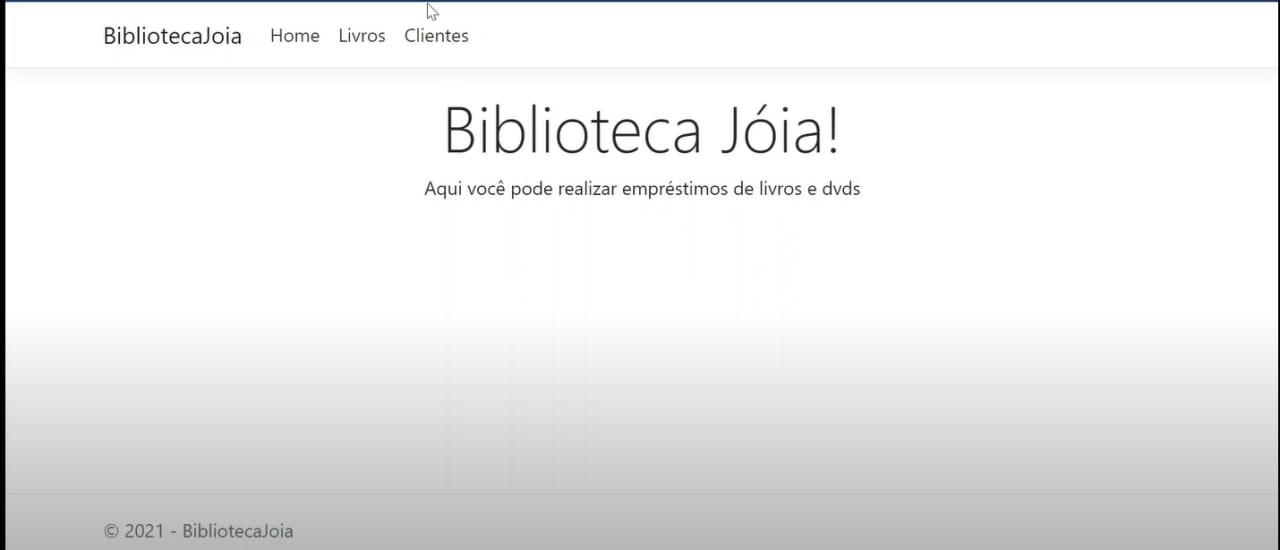 BibliotecaJoia Home Livros Clientes
Biblioteca Jóia!
Aqui você pode realizar empréstimos de livros e dvds
© 2021 - BibliotecaJoia